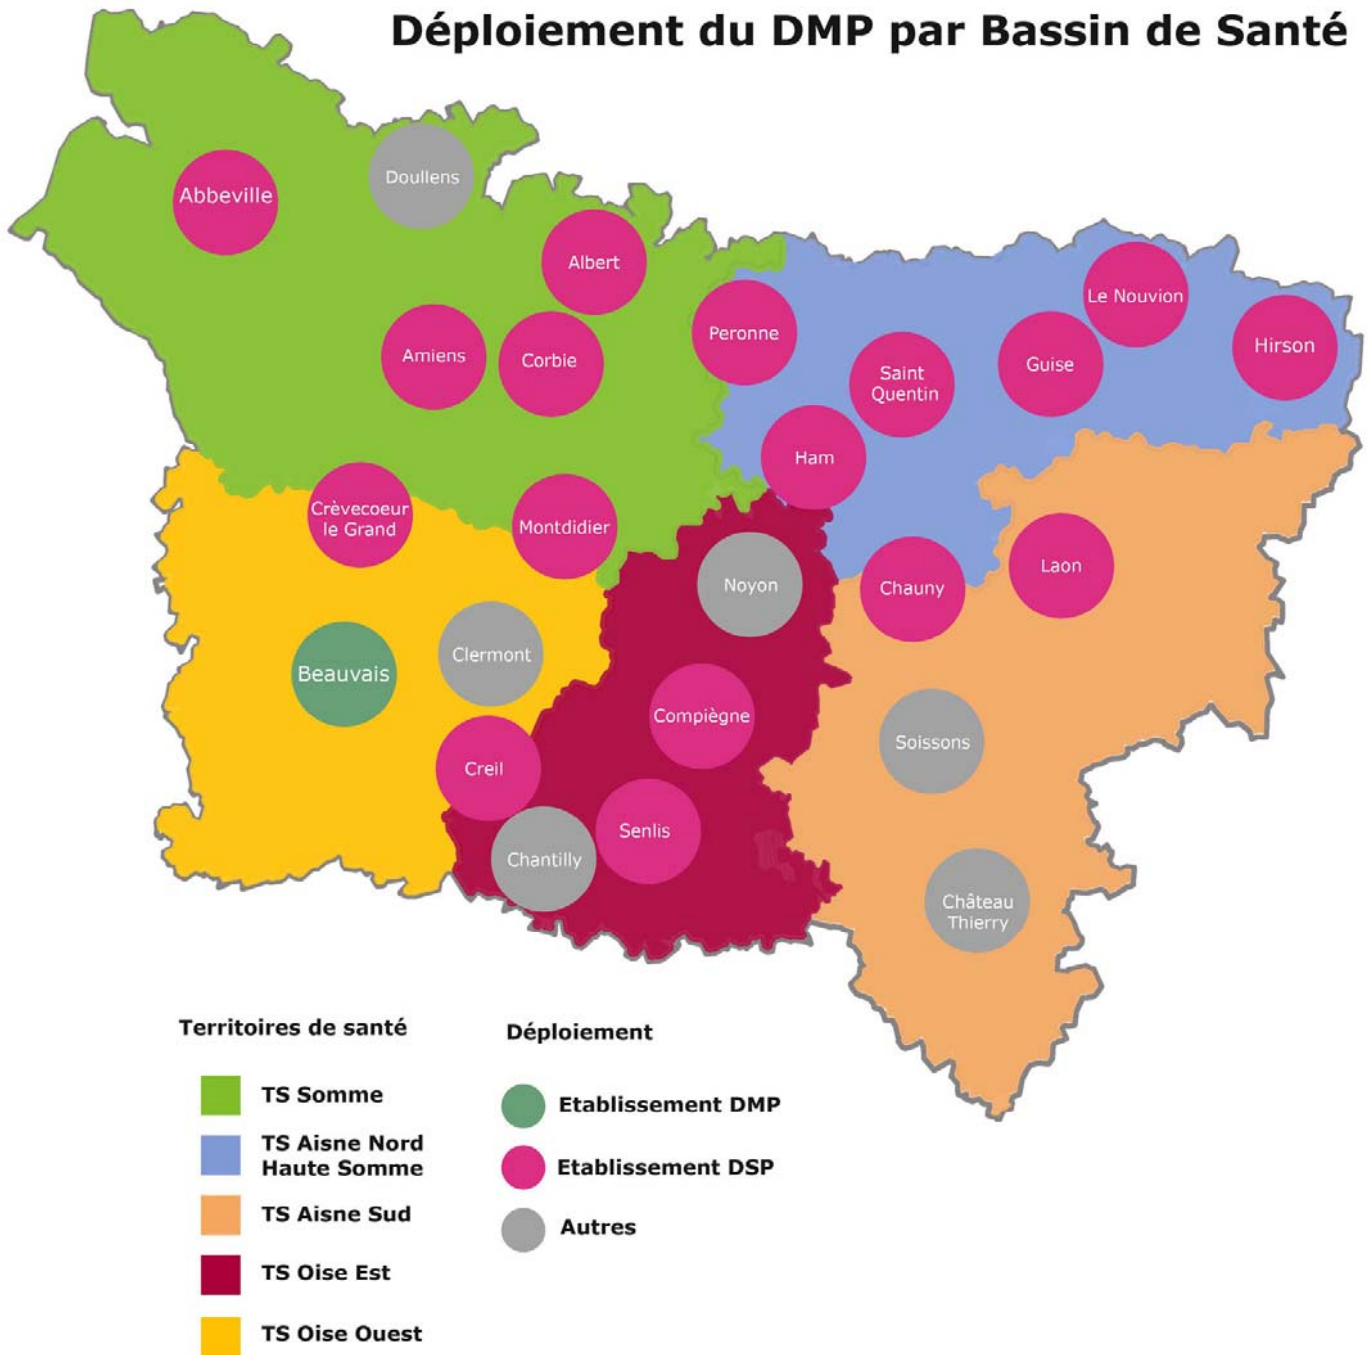 Déploiement du DMP par Bassin de Santé
Doullens
Abbeville
Albert
Le Nouvion
Peronne
Hirson
Amiens
Corbie
Guise
Saint
Quentin
Ham
Crèvecoeur
le Grand
Montdidier
Laon
Noyon
Chauny
Clermont
Beauvais
Compiègne
Soissons
Creil
Senlis
Chantilly
Château
Thierry
Territoires de santé
TS Somme
TS Aisne Nord
Haute Somme
TS Aisne Sud
TS Oise Est
TS Oise Ouest
Déploiement
Etablissement DMP
Etablissement DSP
Autres